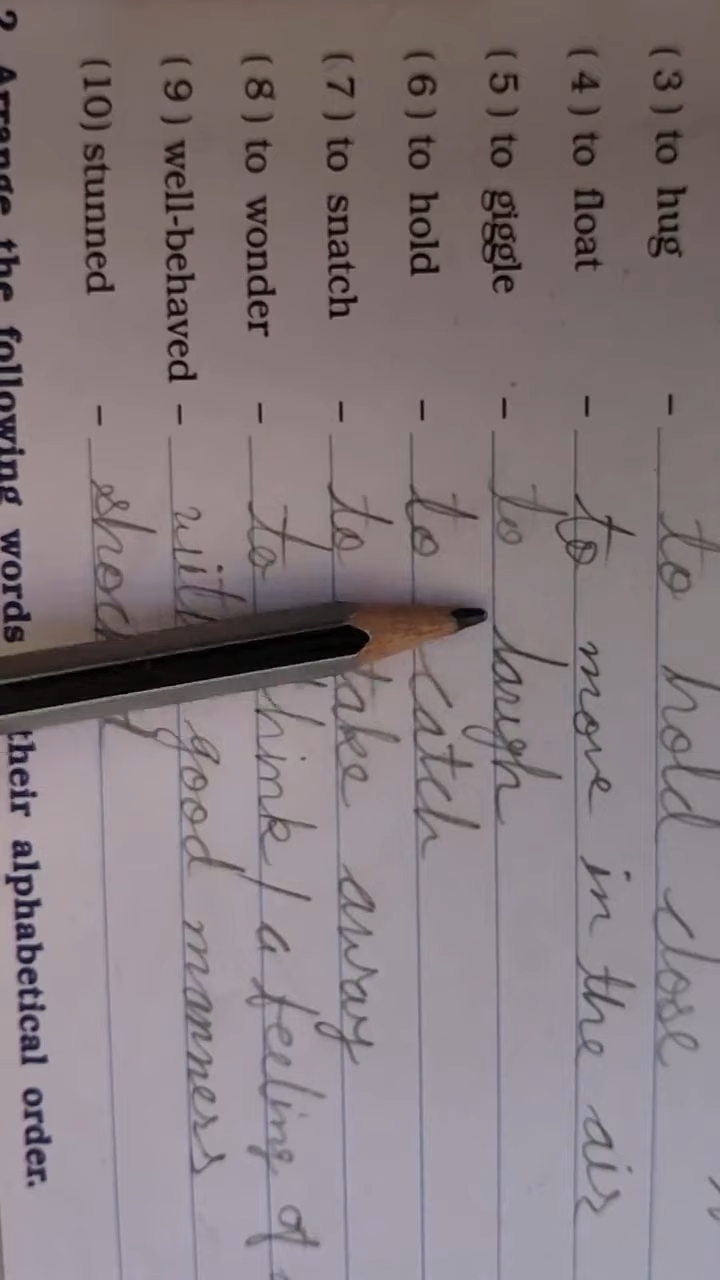 (3) to hug - to hold close
(4) to float - to move in the air
(5) to giggle - to laugh
(6) to hold - to catch
(7) to snatch - to take away
(8) to wonder - to think / a feeling of
(9) well-behaved - with good manners
(10) stunned -
2 Arrange the following words their alphabetical order.